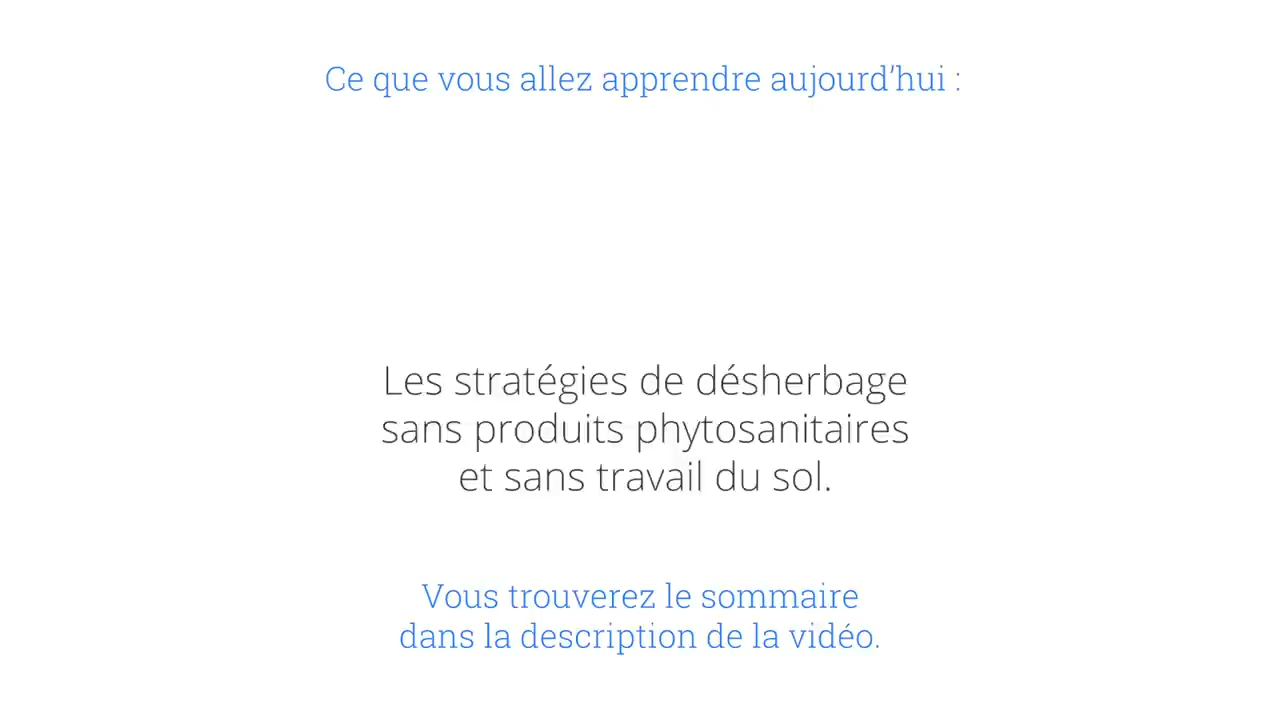 Ce que vous allez apprendre aujourd’hui :
Les stratégies de désherbage
sans produits phytosanitaires
et sans travail du sol.
Vous trouverez le sommaire
dans la description de la vidéo.